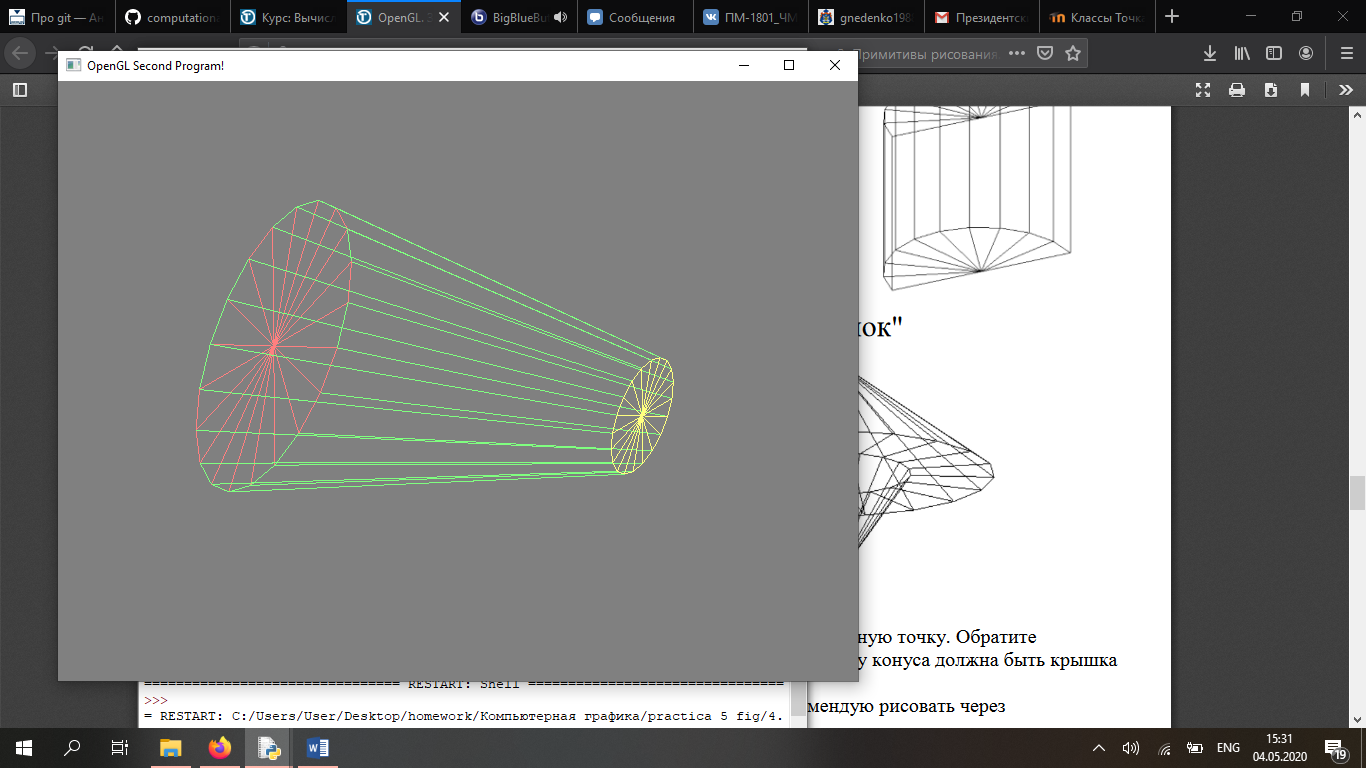 Про git — Ан
computation
Курс: Вычисл
OpenGL. З
BigBlueBu
Сообщения
ПМ-1801_ЧМ
gnedenko198
Президентск
Классы Точк
Примитивы рисования.
OpenGL Second Program!
ок"
ную точку. Обратите
у конуса должна быть крышка
мендую рисовать через
=============================== RESTART: Shell ===============================
>>>
= RESTART: C:/Users/User/Desktop/homework/Компьютерная графика/practica 5 fig/4.
ENG
15:31
04.05.2020
19